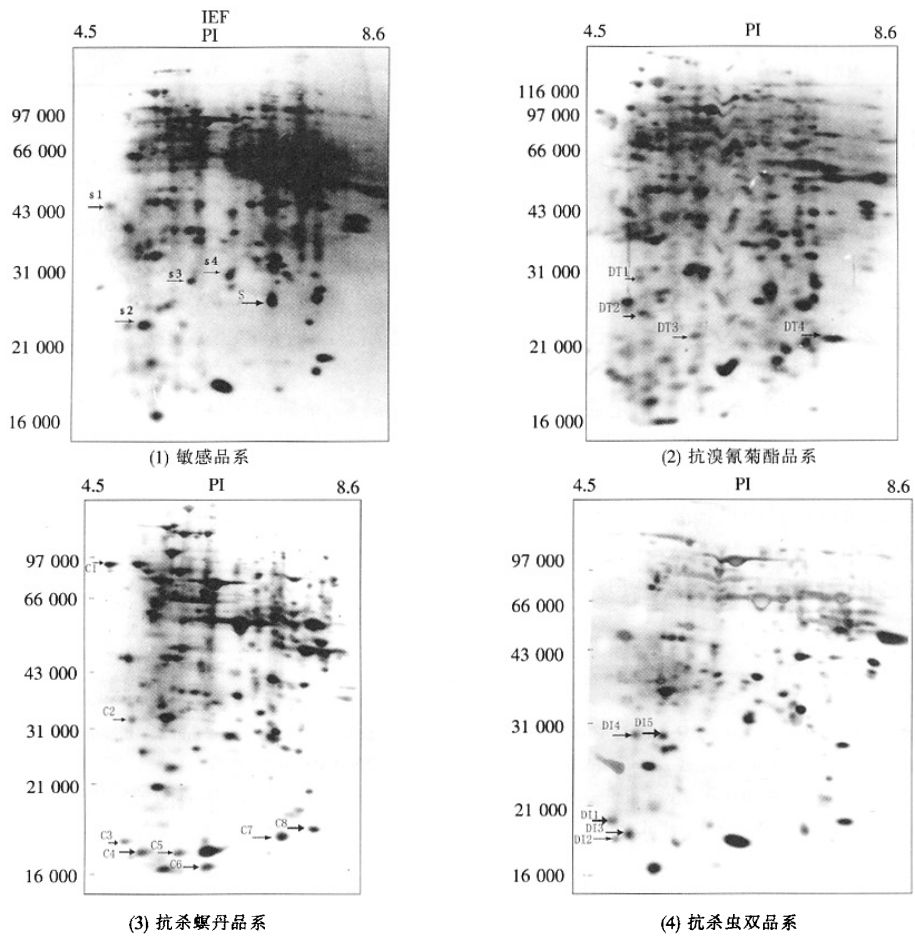 IEF
4.5 PI 8.6
97 000
66 000
s1
43 000
s4
s3
31 000
S
s2
21 000
16 000
(1) 敏感品系
4.5 PI 8.6
116 000
97 000
66 000
43 000
31 000
DT1
DT2
DT3
DT4
21 000
16 000
(2) 抗溴氰菊酯品系
4.5 PI 8.6
97 000
C1
66 000
43 000
C2
31 000
21 000
C8
C7
C3
C4
C5
C6
16 000
(3) 抗杀螟丹品系
4.5 PI 8.6
97 000
66 000
43 000
31 000
DI4
DI5
21 000
DI1
DI3
DI2
16 000
(4) 抗杀虫双品系